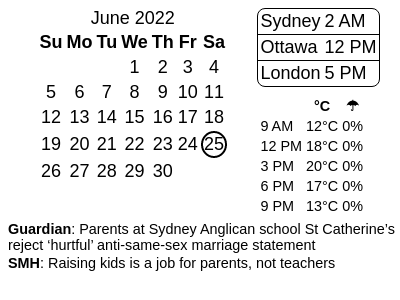 June 2022
Su Mo Tu We Th Fr Sa
1 2 3 4
5 6 7 8 9 10 11
12 13 14 15 16 17 18
19 20 21 22 23 24 25
26 27 28 29 30
Sydney 2 AM
Ottawa 12 PM
London 5 PM
°C ☂
9 AM 12°C 0%
12 PM 18°C 0%
3 PM 20°C 0%
6 PM 17°C 0%
9 PM 13°C 0%
Guardian: Parents at Sydney Anglican school St Catherine’s
reject ‘hurtful’ anti-same-sex marriage statement
SMH: Raising kids is a job for parents, not teachers